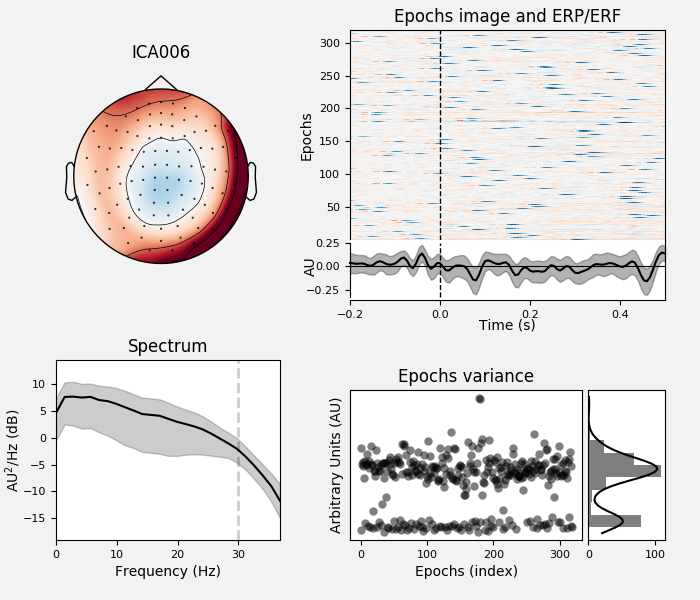 ICA006
Epochs image and ERP/ERF
Epochs
300
250
200
150
100
50
AU
0.25
0.00
−0.25
−0.2
0.0
0.2
0.4
Time (s)
Spectrum
AU²/Hz (dB)
10
5
0
−5
−10
−15
0
10
20
30
Frequency (Hz)
Epochs variance
Arbitrary Units (AU)
0
100
200
300
Epochs (index)
0
100